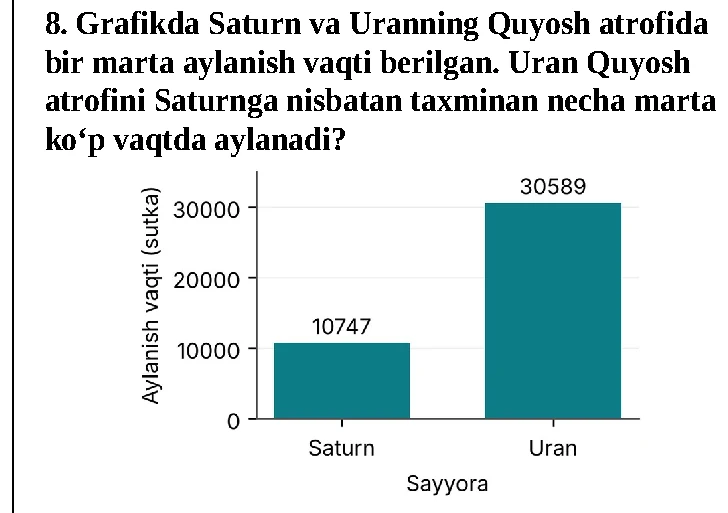 8. Grafikda Saturn va Uranning Quyosh atrofida
bir marta aylanish vaqti berilgan. Uran Quyosh
atrofini Saturnga nisbatan taxminan necha marta
ko‘p vaqtda aylanadi?
Aylanish vaqti (sutka)
30000
20000
10000
0
10747
30589
Saturn
Uran
Sayyora